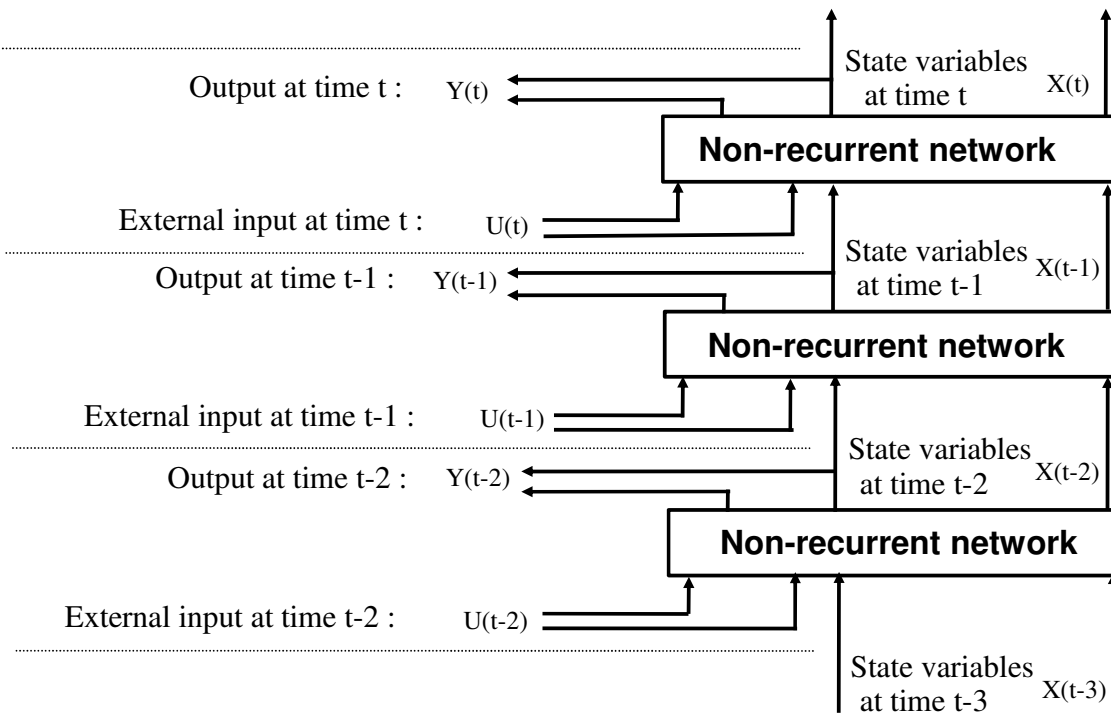 State variables
at time t
X(t)
Output at time t :
Y(t)
Non-recurrent network
External input at time t :
U(t)
State variables
at time t-1
X(t-1)
Output at time t-1 :
Y(t-1)
Non-recurrent network
External input at time t-1 :
U(t-1)
State variables
at time t-2
X(t-2)
Output at time t-2 :
Y(t-2)
Non-recurrent network
External input at time t-2 :
U(t-2)
State variables
at time t-3
X(t-3)